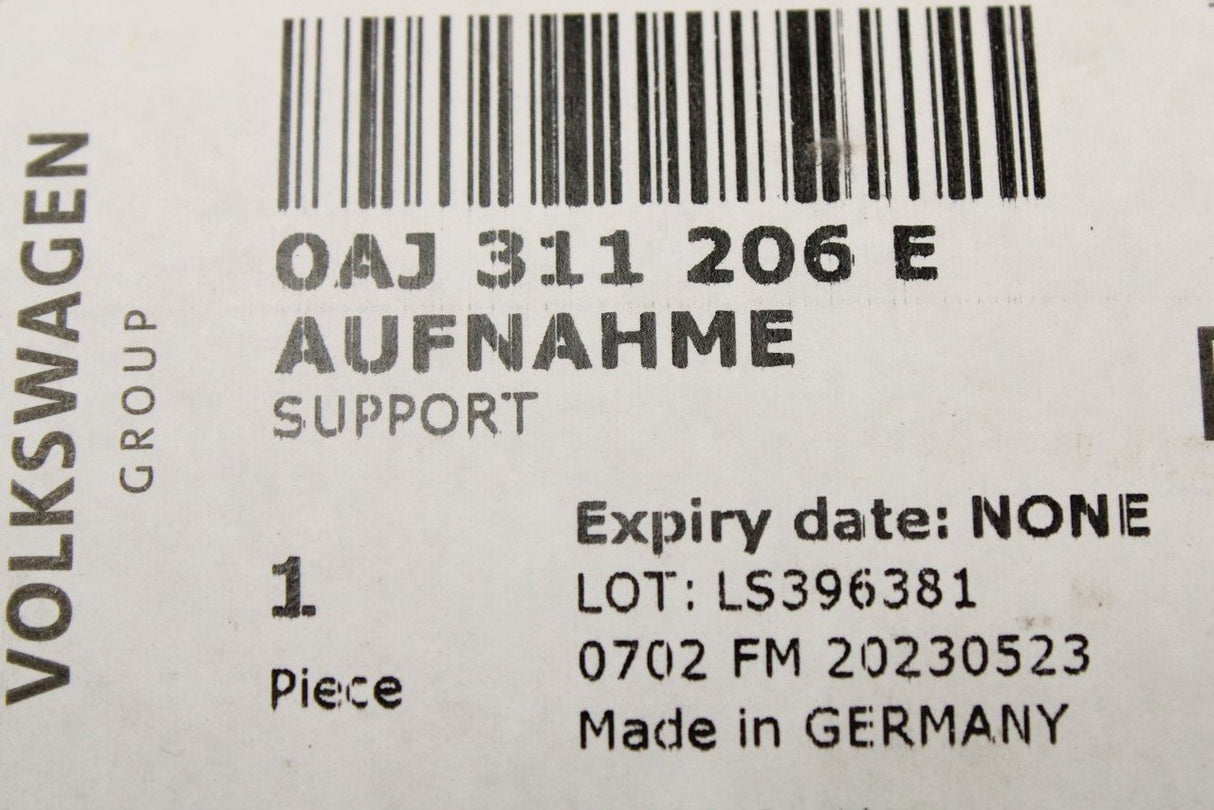 VOLKSWAGEN
GROUP
0AJ 311 206 E
AUFNAHME
SUPPORT
1
Piece
Expiry date: NONE
LOT: LS396381
0702 FM 20230523
Made in GERMANY